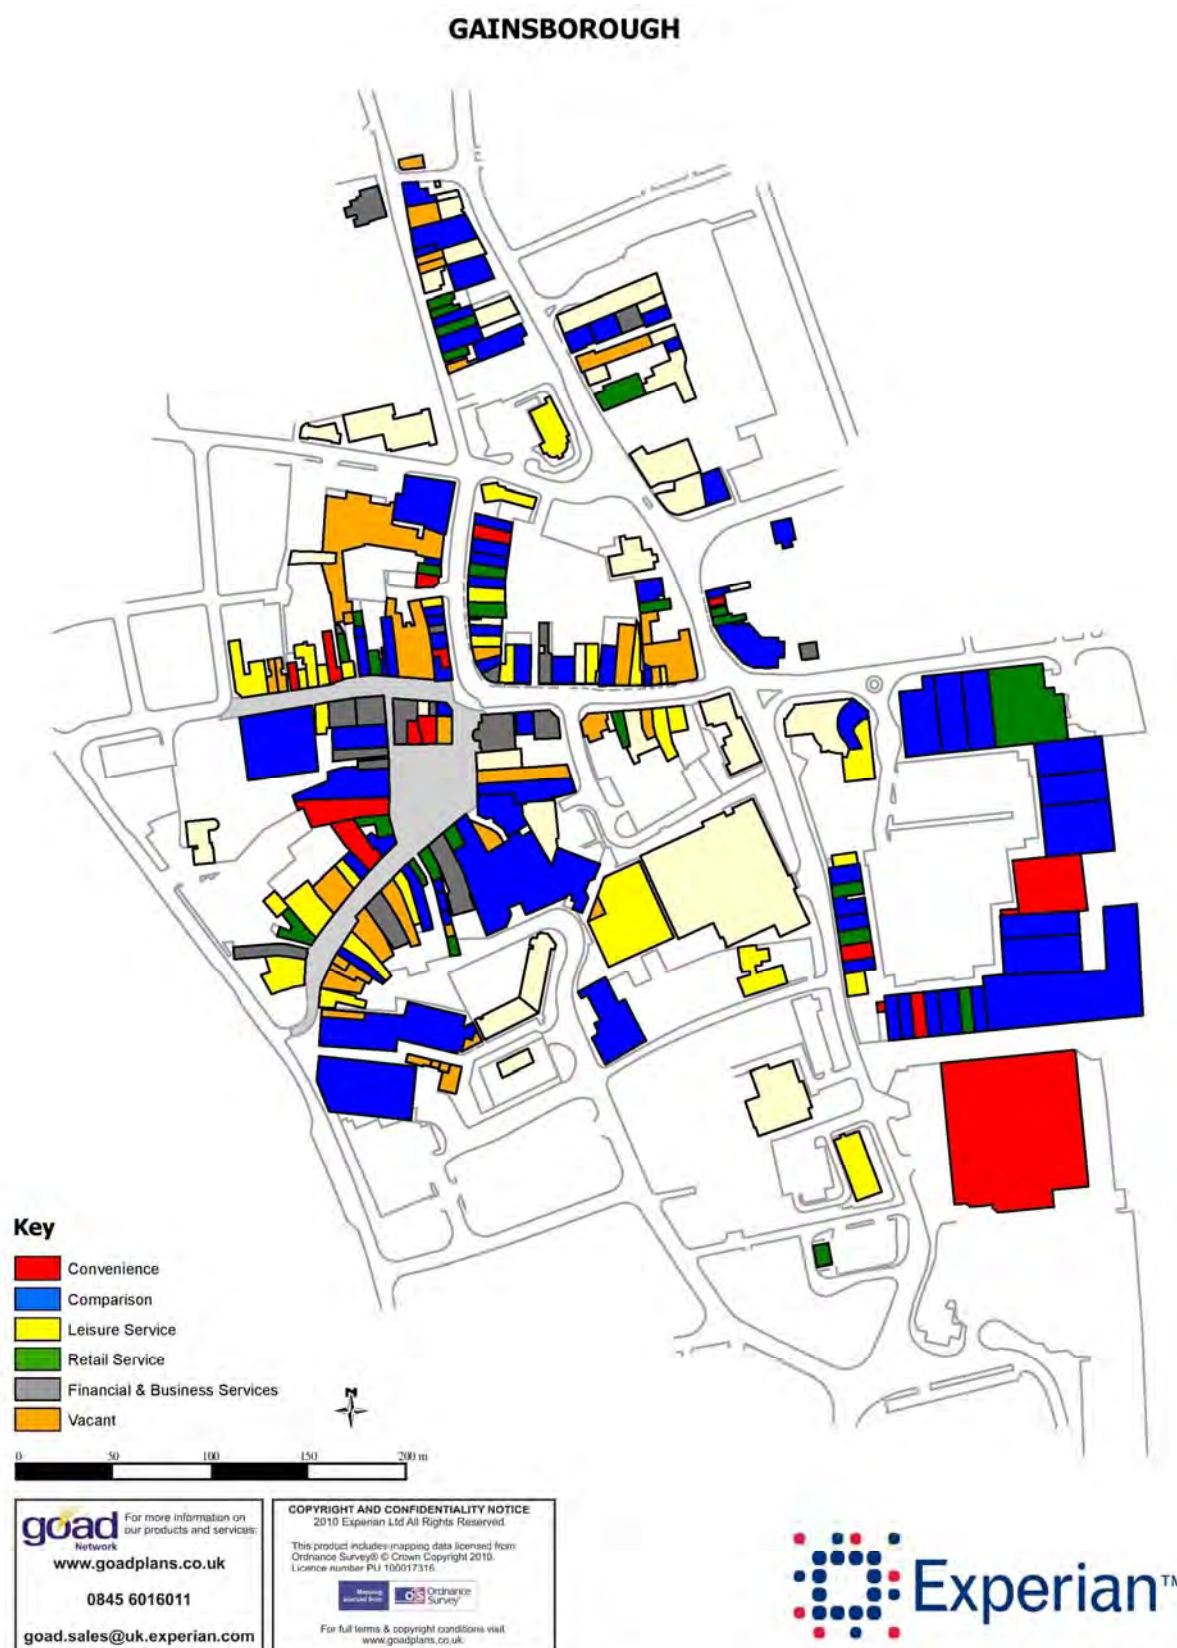 GAINSBOROUGH
Key
Convenience
Comparison
Leisure Service
Retail Service
Financial & Business Services
Vacant
N
0 50 100 150 200 m
goad
Network
For more information on
our products and services:
www.goadplans.co.uk
0845 6016011
goad.sales@uk.experian.com
COPYRIGHT AND CONFIDENTIALITY NOTICE
2010 Experian Ltd All Rights Reserved
This product includes mapping data licensed from
Ordnance Survey® © Crown Copyright 2010.
Licence number PU 100017316
Mapping
sourced from
OS Ordnance
Survey
For full terms & copyright conditions visit
www.goadplans.co.uk
Experian™